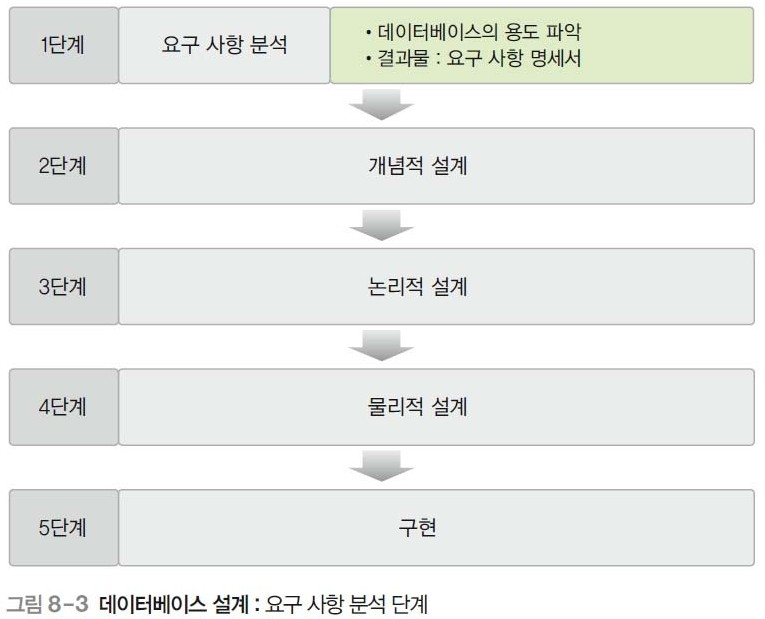 1단계
요구 사항 분석
• 데이터베이스의 용도 파악
• 결과물 : 요구 사항 명세서
2단계
개념적 설계
3단계
논리적 설계
4단계
물리적 설계
5단계
구현
그림 8-3 데이터베이스 설계 : 요구 사항 분석 단계